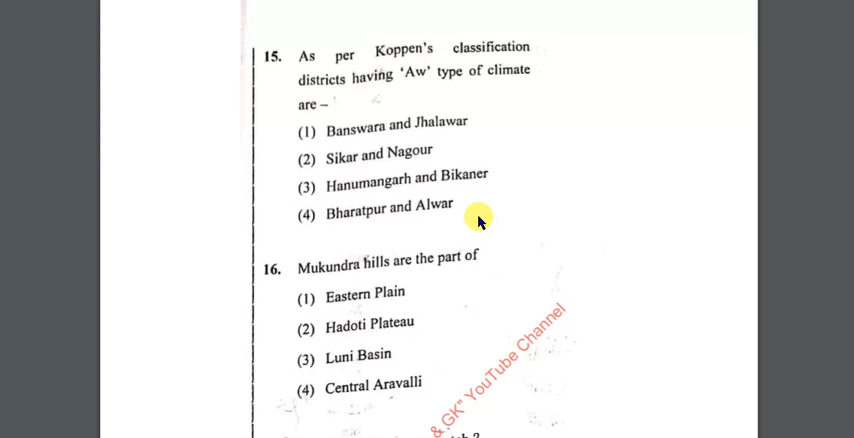 15. As per Koppen's classification
districts having 'Aw' type of climate
are –
(1) Banswara and Jhalawar
(2) Sikar and Nagour
(3) Hanumangarh and Bikaner
(4) Bharatpur and Alwar
16. Mukundra hills are the part of
(1) Eastern Plain
(2) Hadoti Plateau
(3) Luni Basin
(4) Central Aravalli
& GK" YouTube Channel